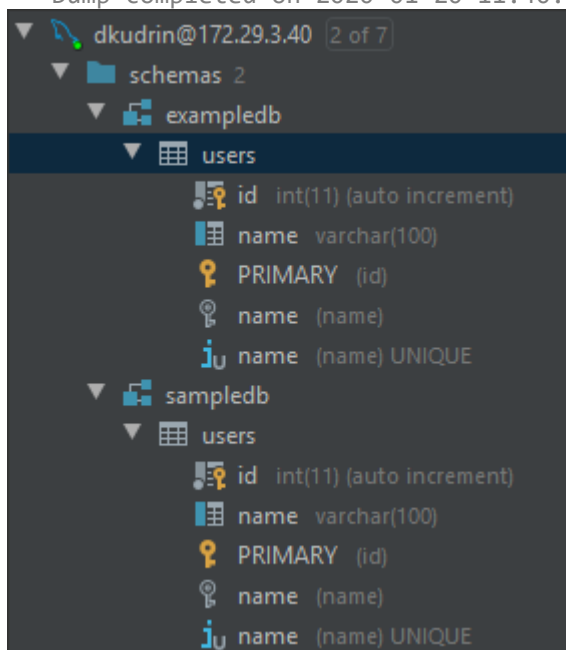 dkudrin@172.29.3.40 2 of 7
schemas 2
exampledb
users
id int(11) (auto increment)
name varchar(100)
PRIMARY (id)
name (name)
name (name) UNIQUE
sampledb
users
id int(11) (auto increment)
name varchar(100)
PRIMARY (id)
name (name)
name (name) UNIQUE